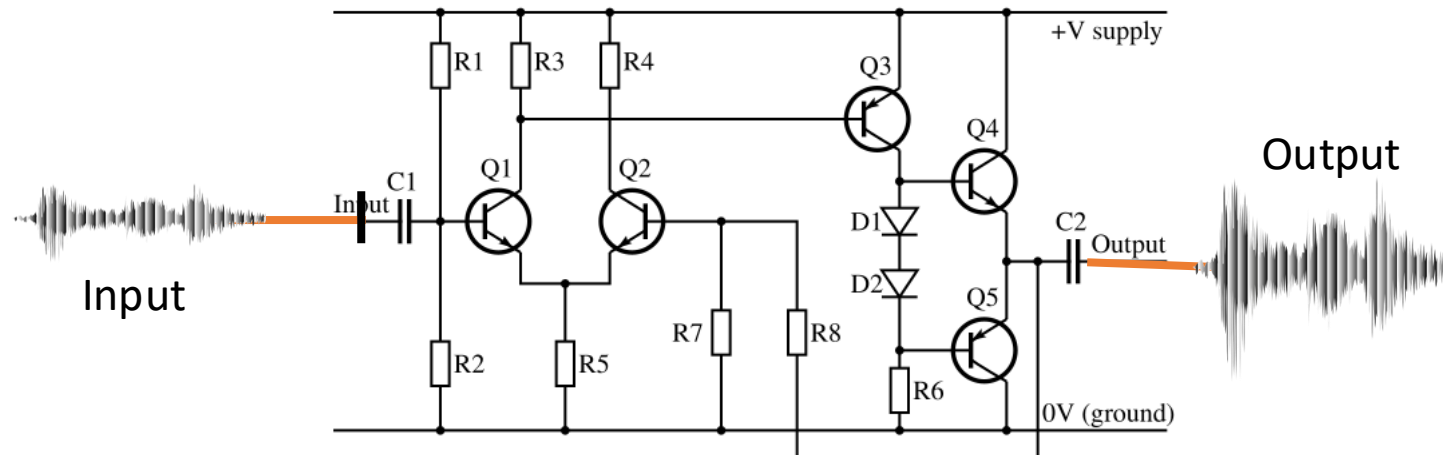 +V supply
R1
R3
R4
Q3
Q4
Output
Input
C1
Q1
Q2
D1
C2
Output
Input
D2
Q5
R7
R8
R2
R5
R6
0V (ground)